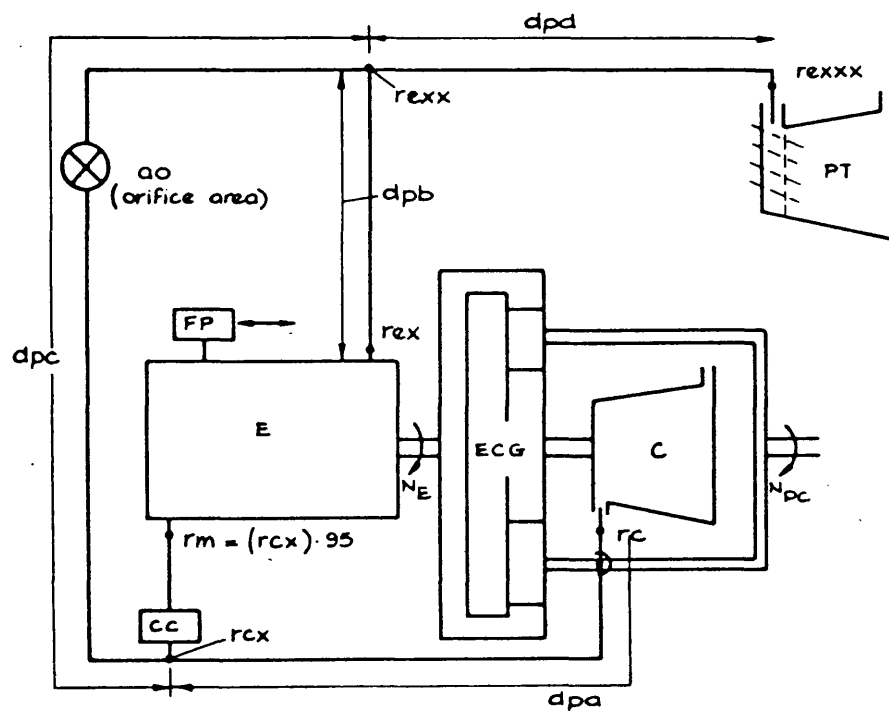 dpd
rexx
rexxx
ao
(orifice area)
PT
dpb
FP
rex
dpc
E
ECG
C
NE
NPC
rm = (rcx)·95
rc
CC
rcx
dpa